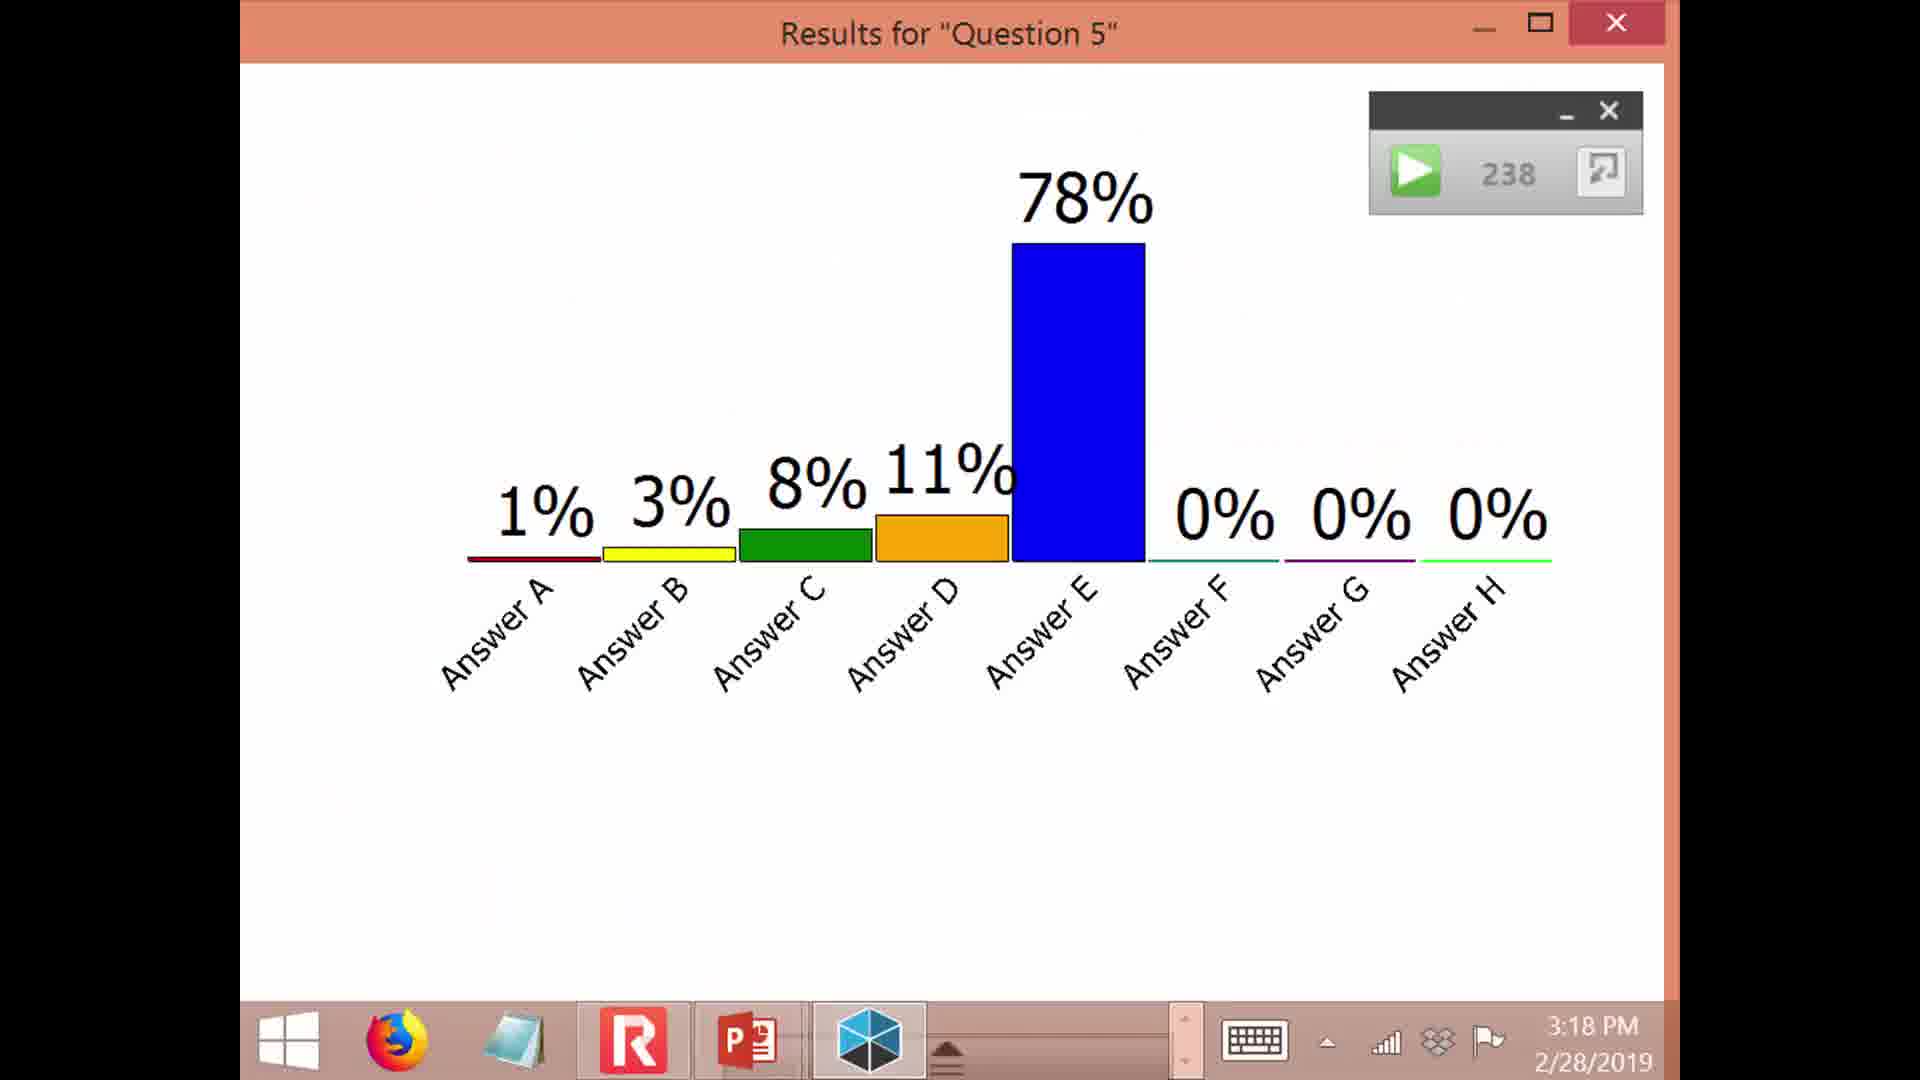 Results for "Question 5"
238
78%
11%
8%
3%
1%
0%
0%
0%
Answer A
Answer B
Answer C
Answer D
Answer E
Answer F
Answer G
Answer H
R
P
3:18 PM
2/28/2019